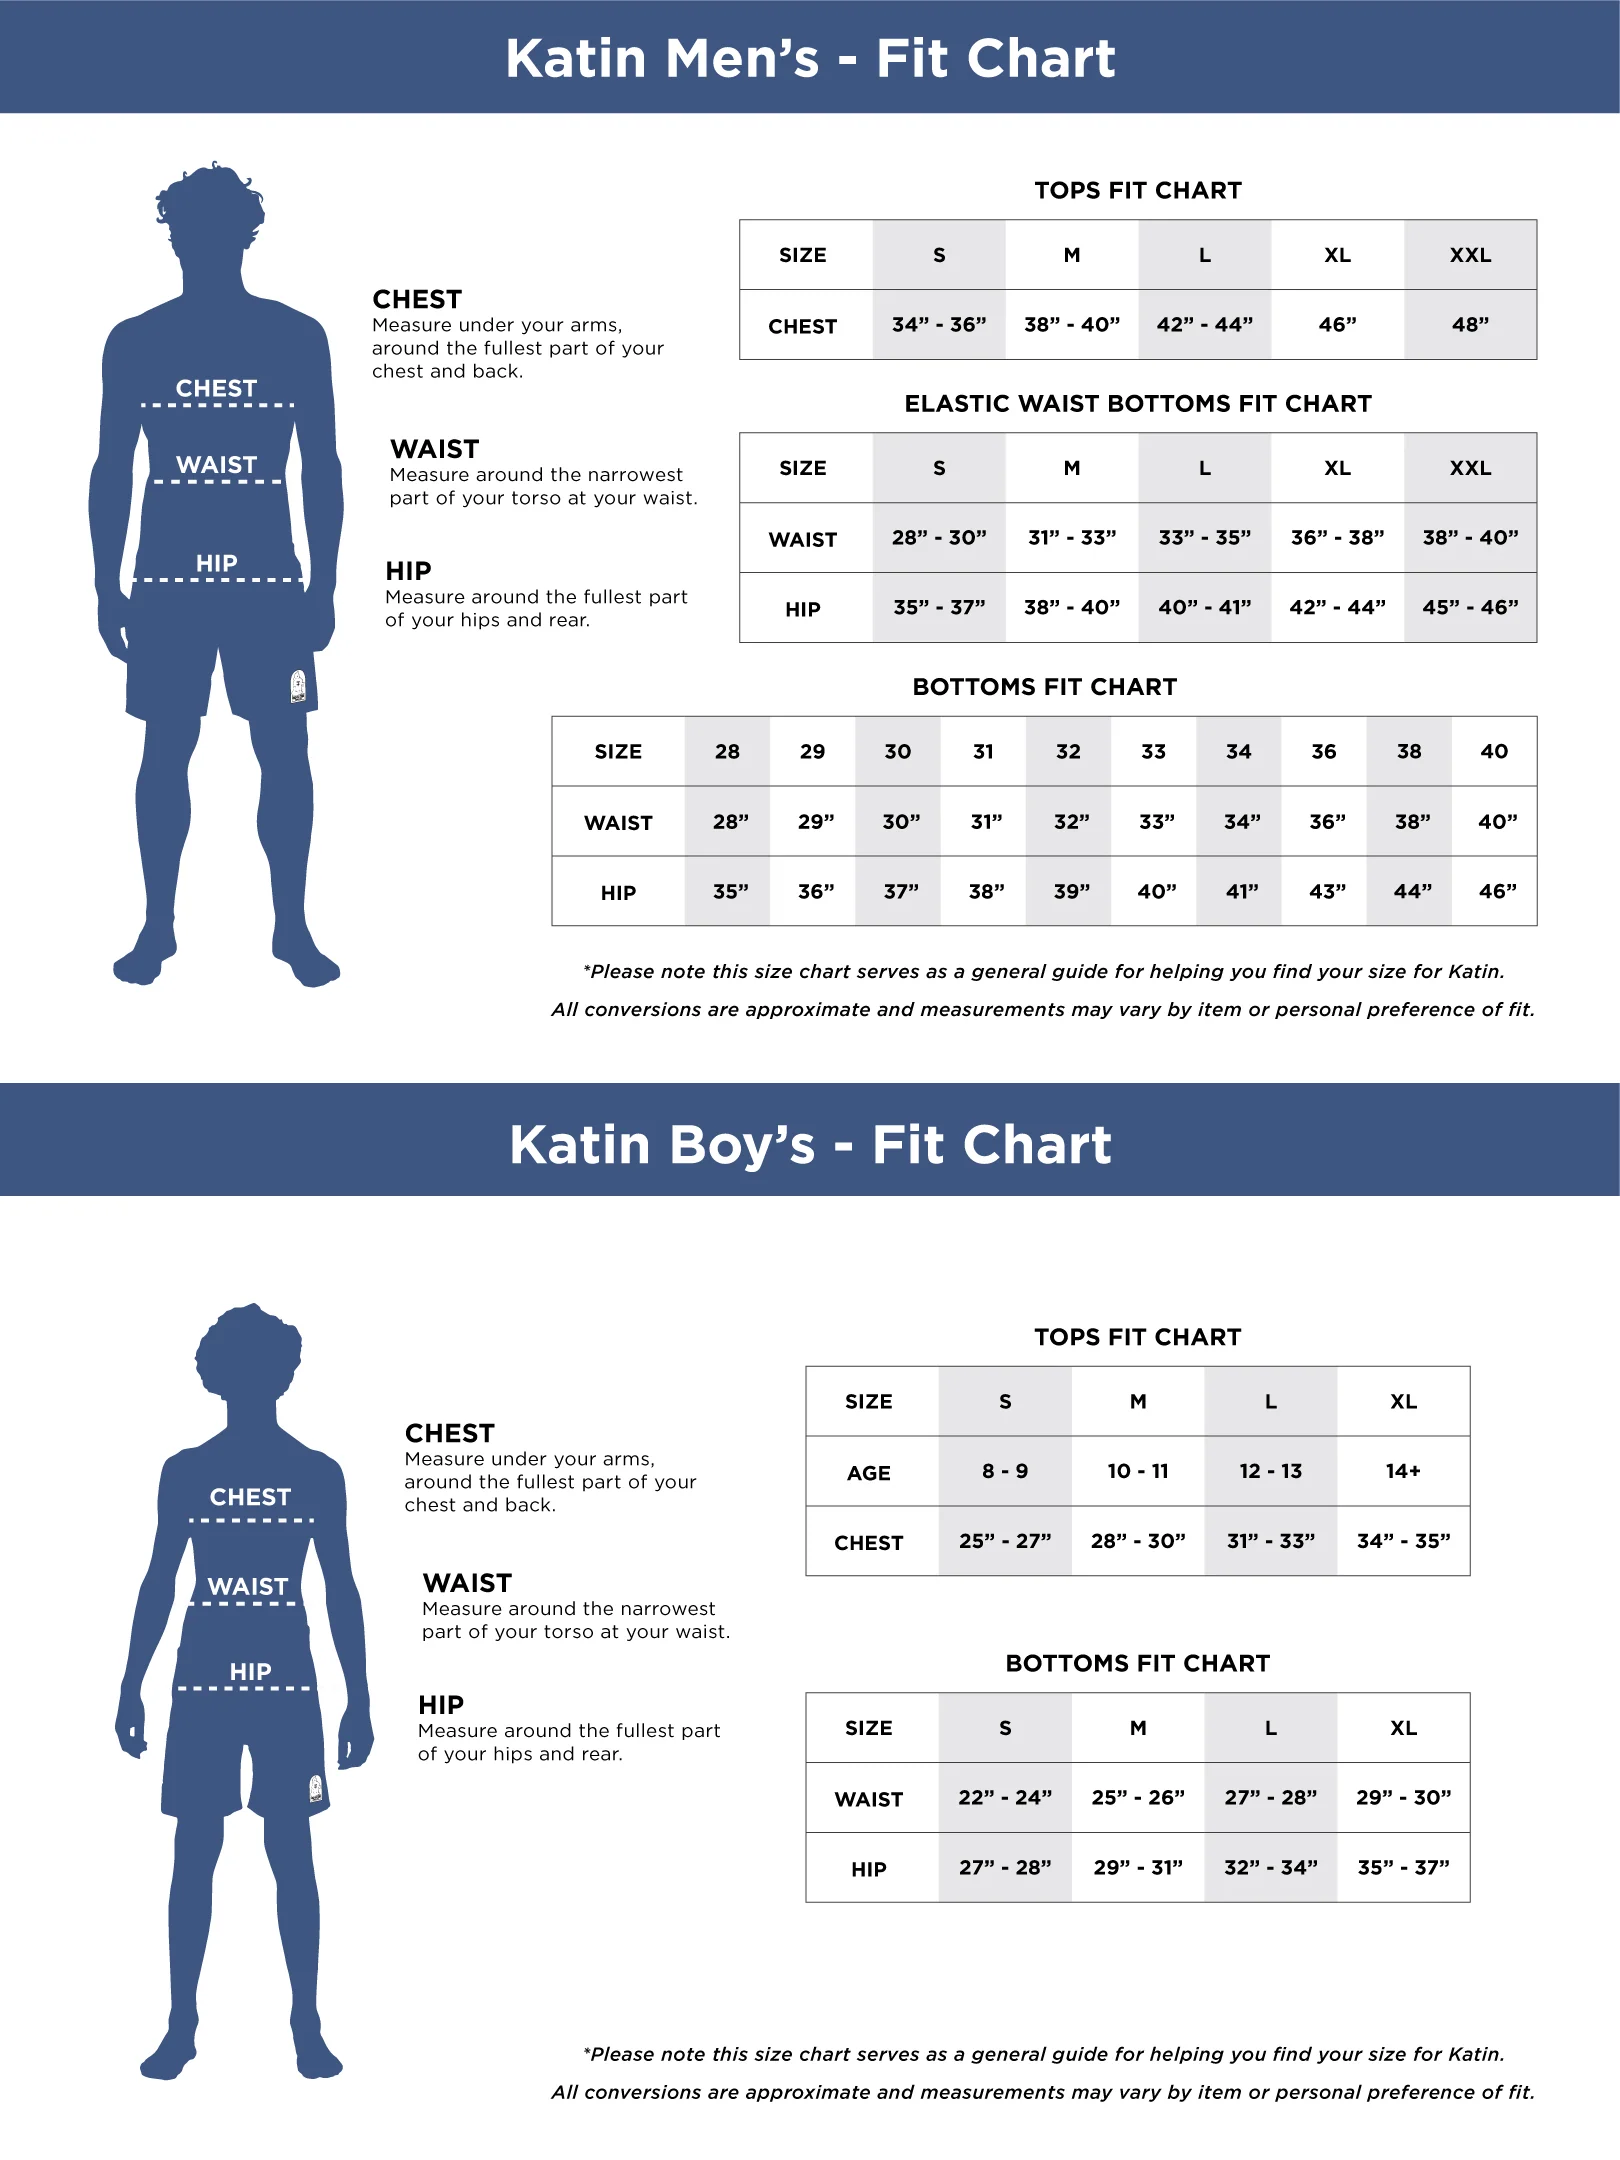 Katin Men’s - Fit Chart
CHEST
WAIST
HIP
CHEST
Measure under your arms,
around the fullest part of your
chest and back.
WAIST
Measure around the narrowest
part of your torso at your waist.
HIP
Measure around the fullest part
of your hips and rear.
TOPS FIT CHART
SIZE S M L XL XXL
CHEST 34” - 36” 38” - 40” 42” - 44” 46” 48”
ELASTIC WAIST BOTTOMS FIT CHART
SIZE S M L XL XXL
WAIST 28” - 30” 31” - 33” 33” - 35” 36” - 38” 38” - 40”
HIP 35” - 37” 38” - 40” 40” - 41” 42” - 44” 45” - 46”
BOTTOMS FIT CHART
SIZE 28 29 30 31 32 33 34 36 38 40
WAIST 28” 29” 30” 31” 32” 33” 34” 36” 38” 40”
HIP 35” 36” 37” 38” 39” 40” 41” 43” 44” 46”
*Please note this size chart serves as a general guide for helping you find your size for Katin.
All conversions are approximate and measurements may vary by item or personal preference of fit.
Katin Boy’s - Fit Chart
CHEST
WAIST
HIP
CHEST
Measure under your arms,
around the fullest part of your
chest and back.
WAIST
Measure around the narrowest
part of your torso at your waist.
HIP
Measure around the fullest part
of your hips and rear.
TOPS FIT CHART
SIZE S M L XL
AGE 8 - 9 10 - 11 12 - 13 14+
CHEST 25” - 27” 28” - 30” 31” - 33” 34” - 35”
BOTTOMS FIT CHART
SIZE S M L XL
WAIST 22” - 24” 25” - 26” 27” - 28” 29” - 30”
HIP 27” - 28” 29” - 31” 32” - 34” 35” - 37”
*Please note this size chart serves as a general guide for helping you find your size for Katin.
All conversions are approximate and measurements may vary by item or personal preference of fit.